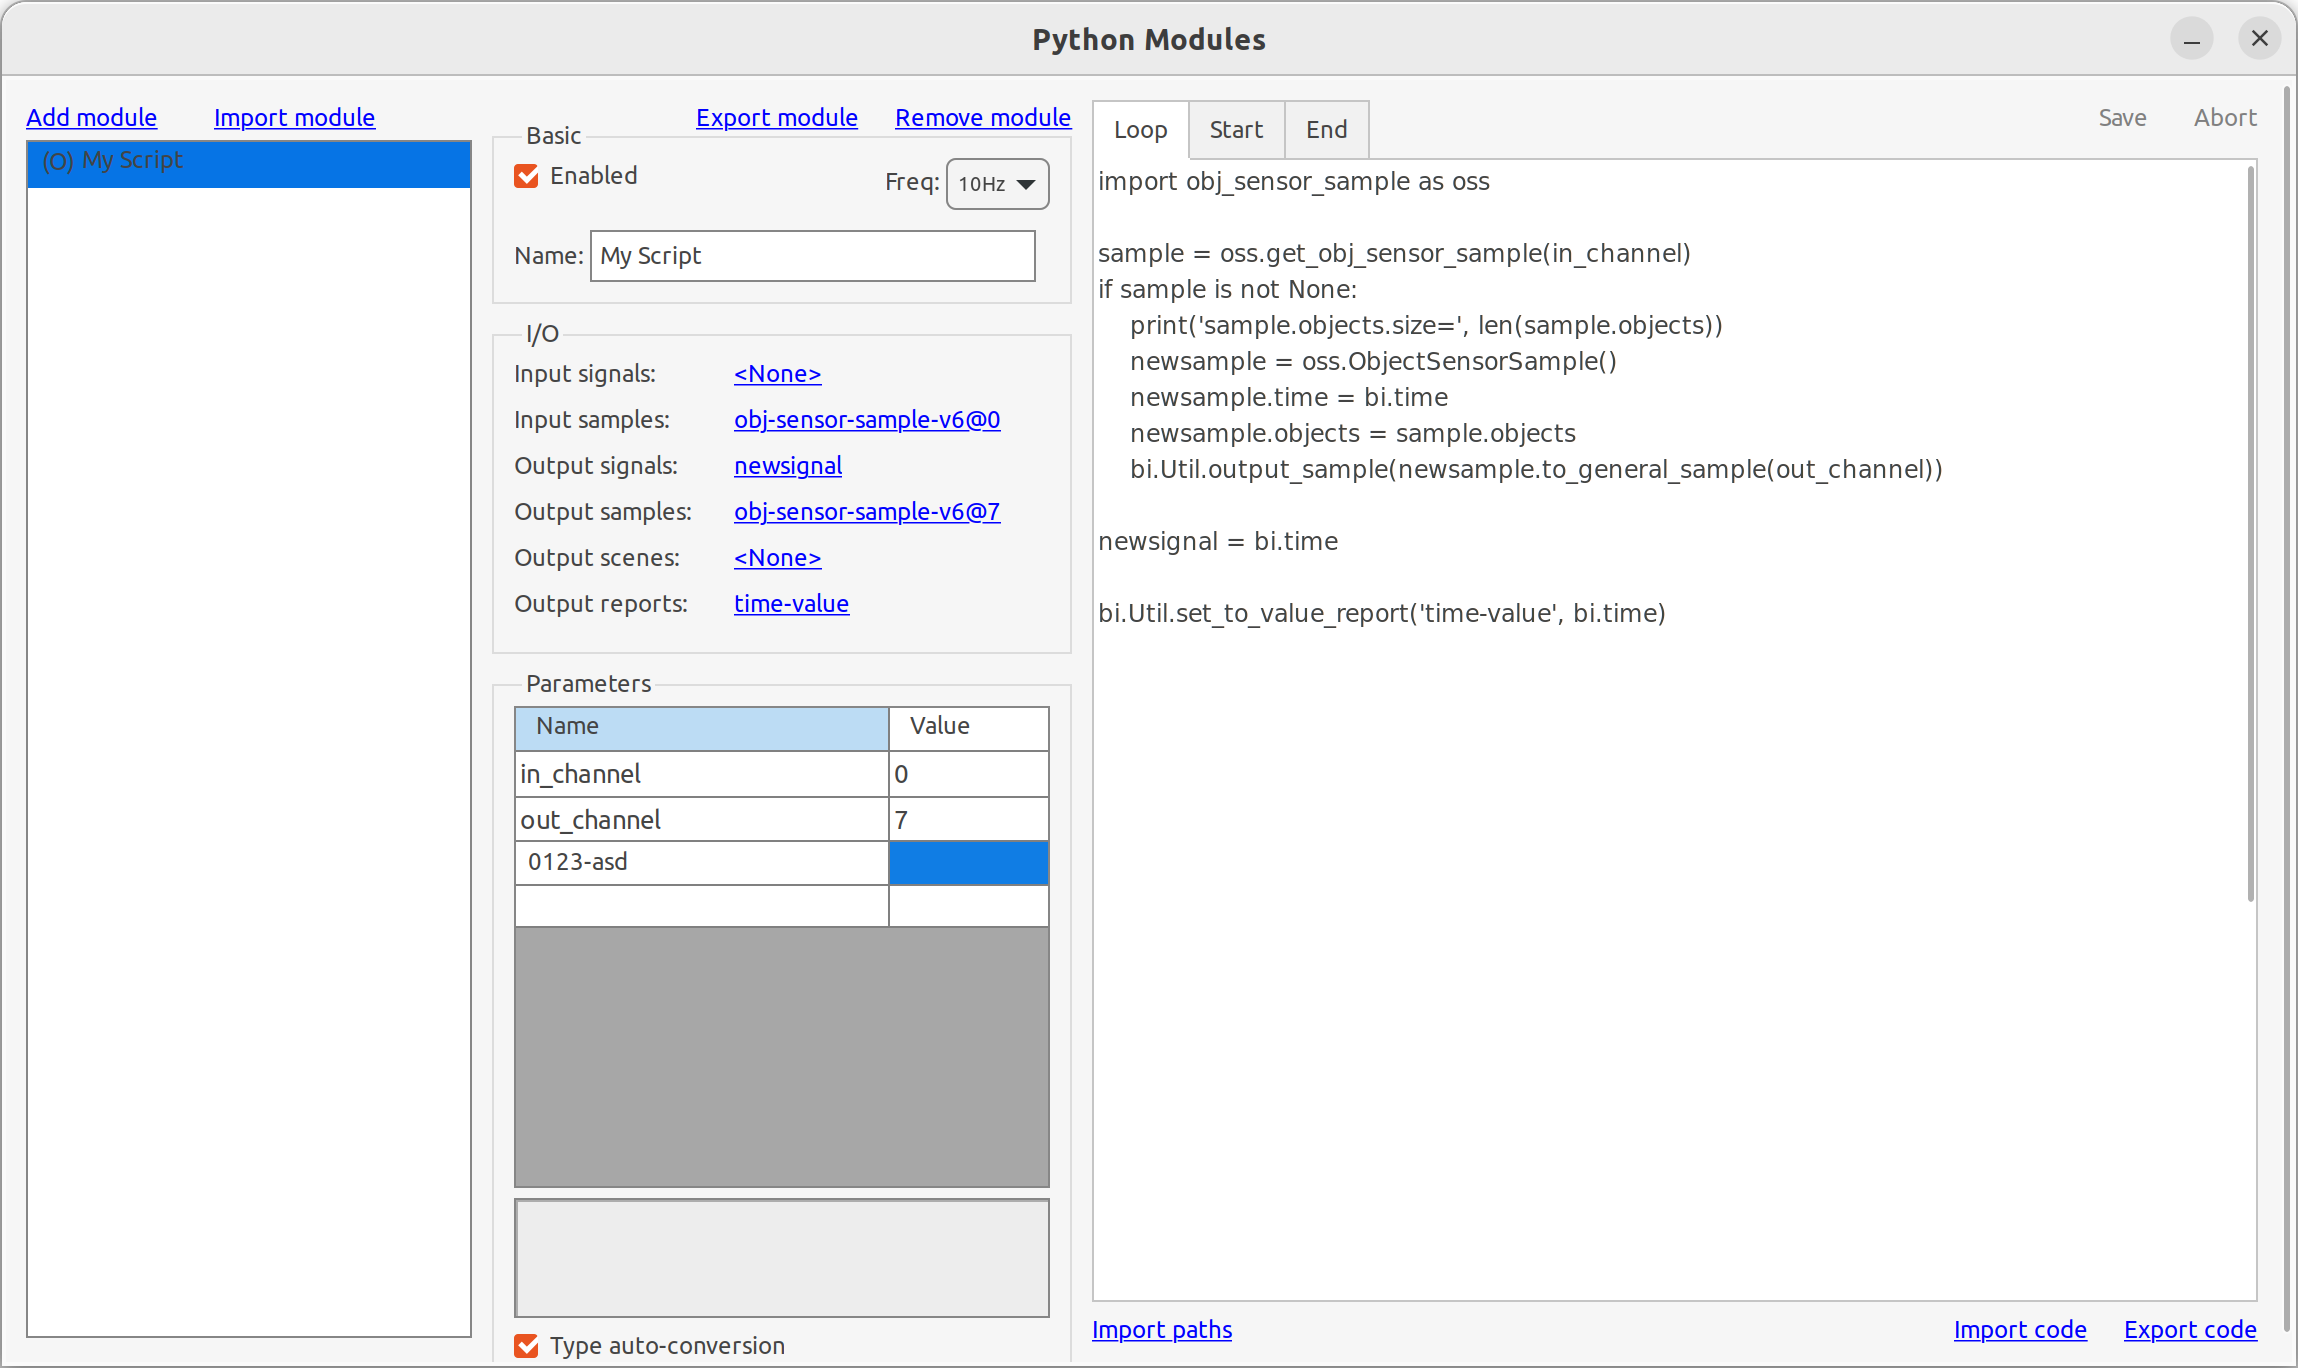 Python Modules
Add module
Import module
(O) My Script
Export module
Remove module
Basic
Enabled
Freq:
10Hz
Name:
My Script
I/O
Input signals:
<None>
Input samples:
obj-sensor-sample-v6@0
Output signals:
newsignal
Output samples:
obj-sensor-sample-v6@7
Output scenes:
<None>
Output reports:
time-value
Parameters
Name
Value
in_channel
0
out_channel
7
0123-asd
Type auto-conversion
Loop
Start
End
Save
Abort
import obj_sensor_sample as oss
sample = oss.get_obj_sensor_sample(in_channel)
if sample is not None:
print('sample.objects.size=', len(sample.objects))
newsample = oss.ObjectSensorSample()
newsample.time = bi.time
newsample.objects = sample.objects
bi.Util.output_sample(newsample.to_general_sample(out_channel))
newsignal = bi.time
bi.Util.set_to_value_report('time-value', bi.time)
Import paths
Import code
Export code